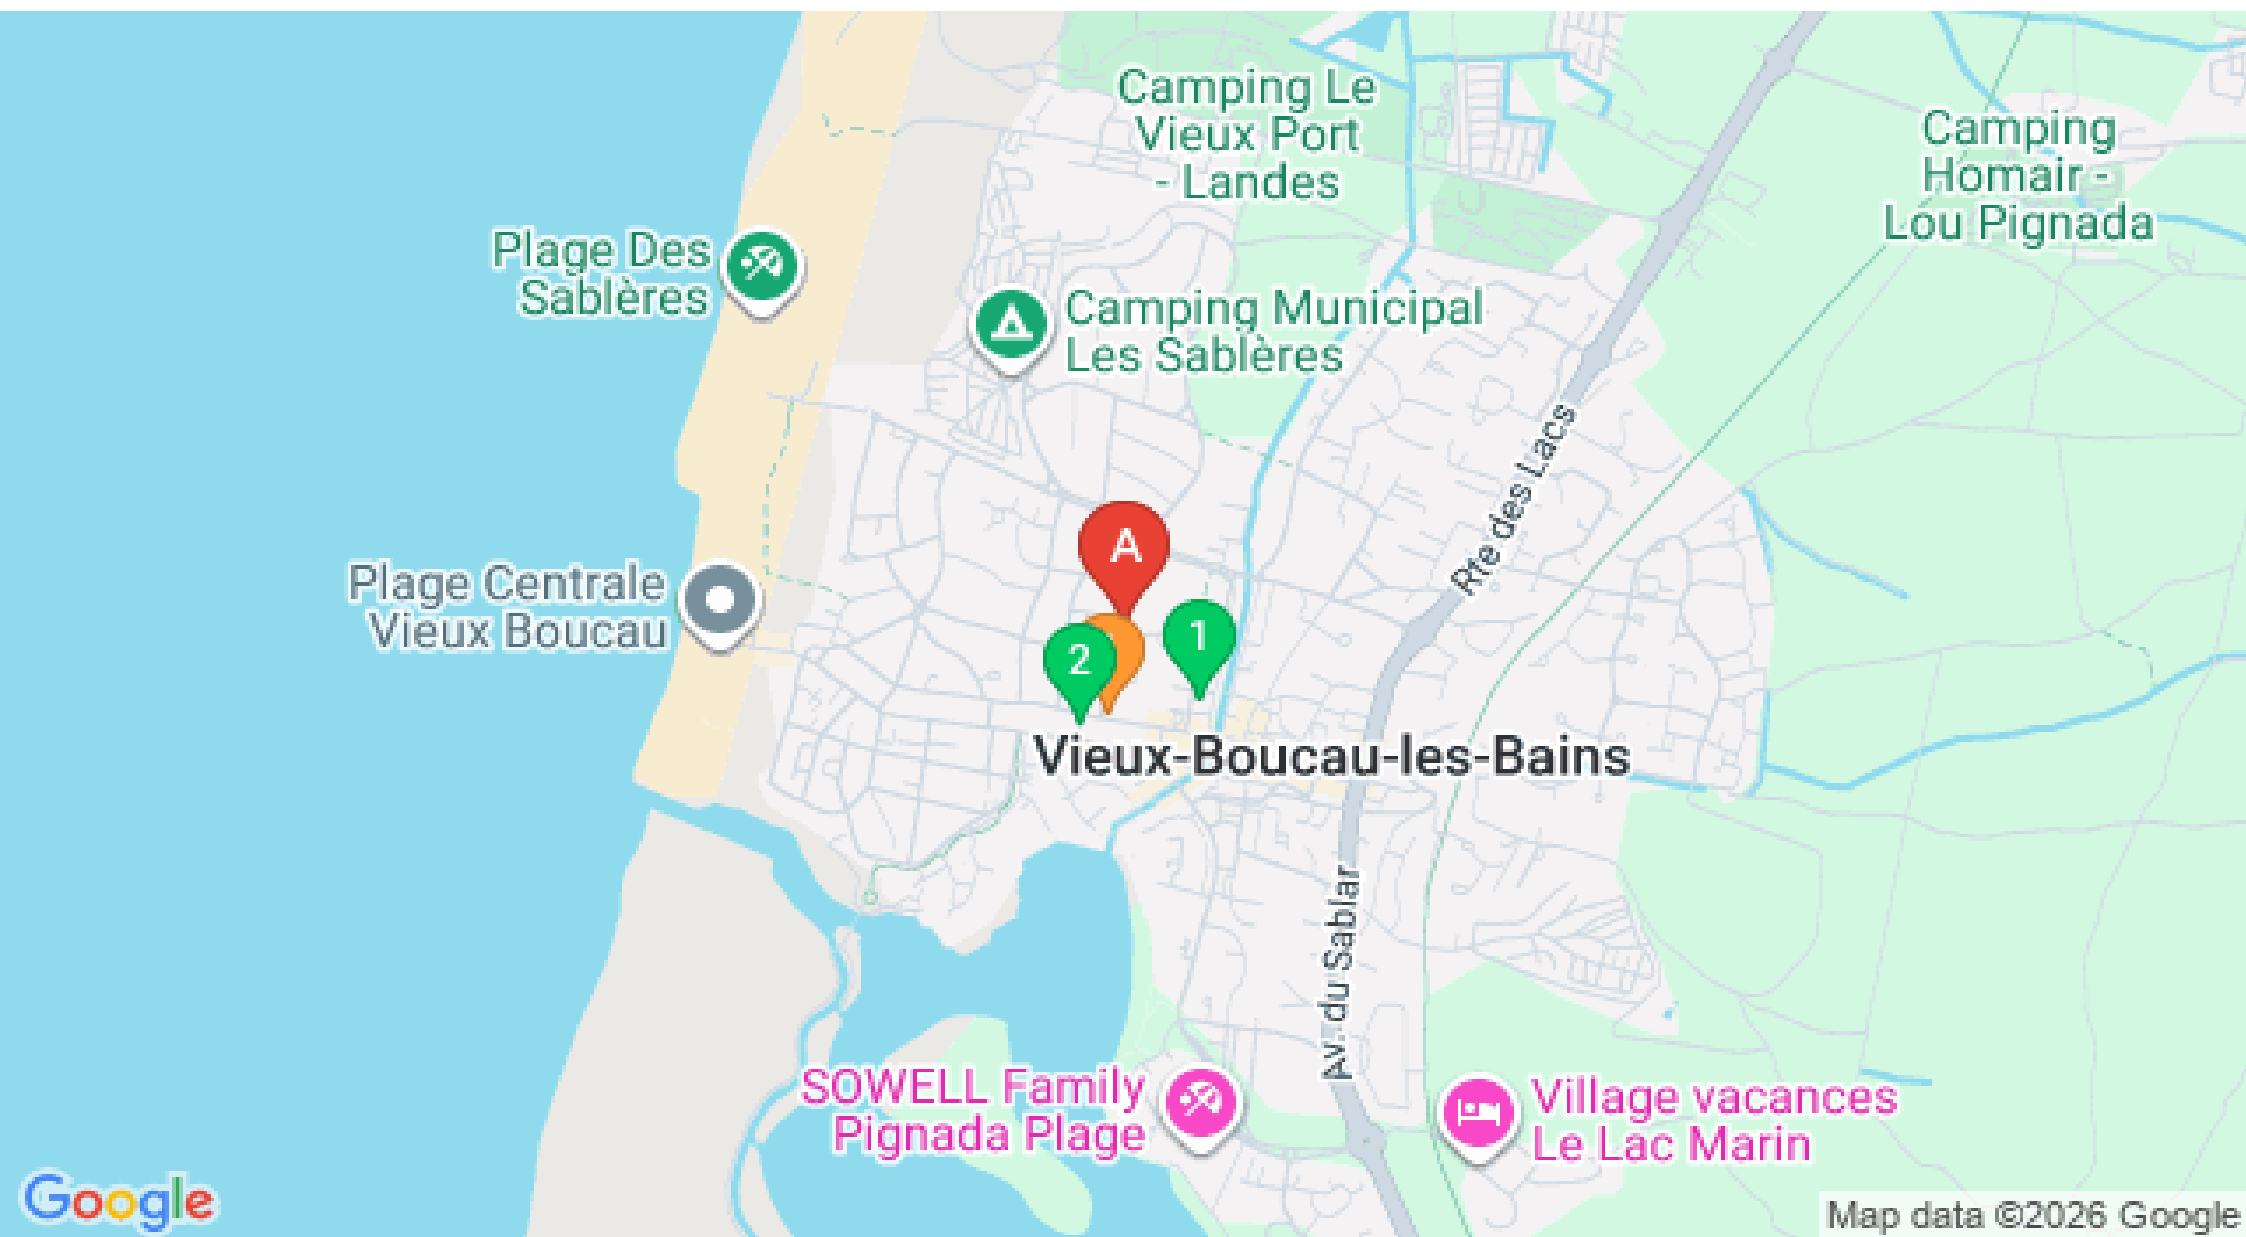 Camping Le
Vieux Port
- Landes
Camping
Homair -
Lou Pignada
Plage Des
Sablères
Camping Municipal
Les Sablères
Rte des Lacs
A
Plage Centrale
Vieux Boucau
1
2
Vieux-Boucau-les-Bains
Av. du Sablar
SOWELL Family
Pignada Plage
Village vacances
Le Lac Marin
Google
Map data ©2026 Google